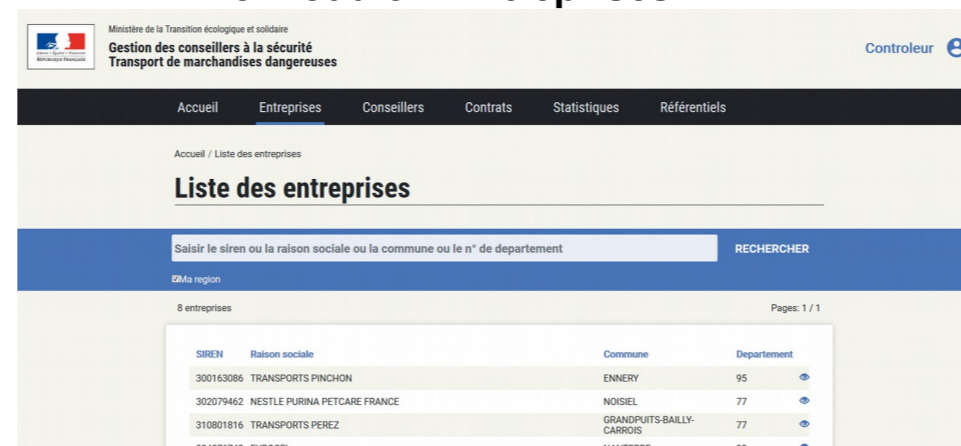 Ministère de la Transition écologique et solidaire
Gestion des conseillers à la sécurité
Transport de marchandises dangereuses
RÉPUBLIQUE FRANÇAISE
Controleur
Accueil Entreprises Conseillers Contrats Statistiques Référentiels
Accueil / Liste des entreprises
Liste des entreprises
Saisir le siren ou la raison sociale ou la commune ou le n° de departement RECHERCHER
Ma region
8 entreprises Pages: 1 / 1
SIREN Raison sociale Commune Departement
300163086 TRANSPORTS PINCHON ENNERY 95
302079462 NESTLE PURINA PETCARE FRANCE NOISIEL 77
310801816 TRANSPORTS PEREZ GRANDPUITS-BAILLY-CARROIS 77